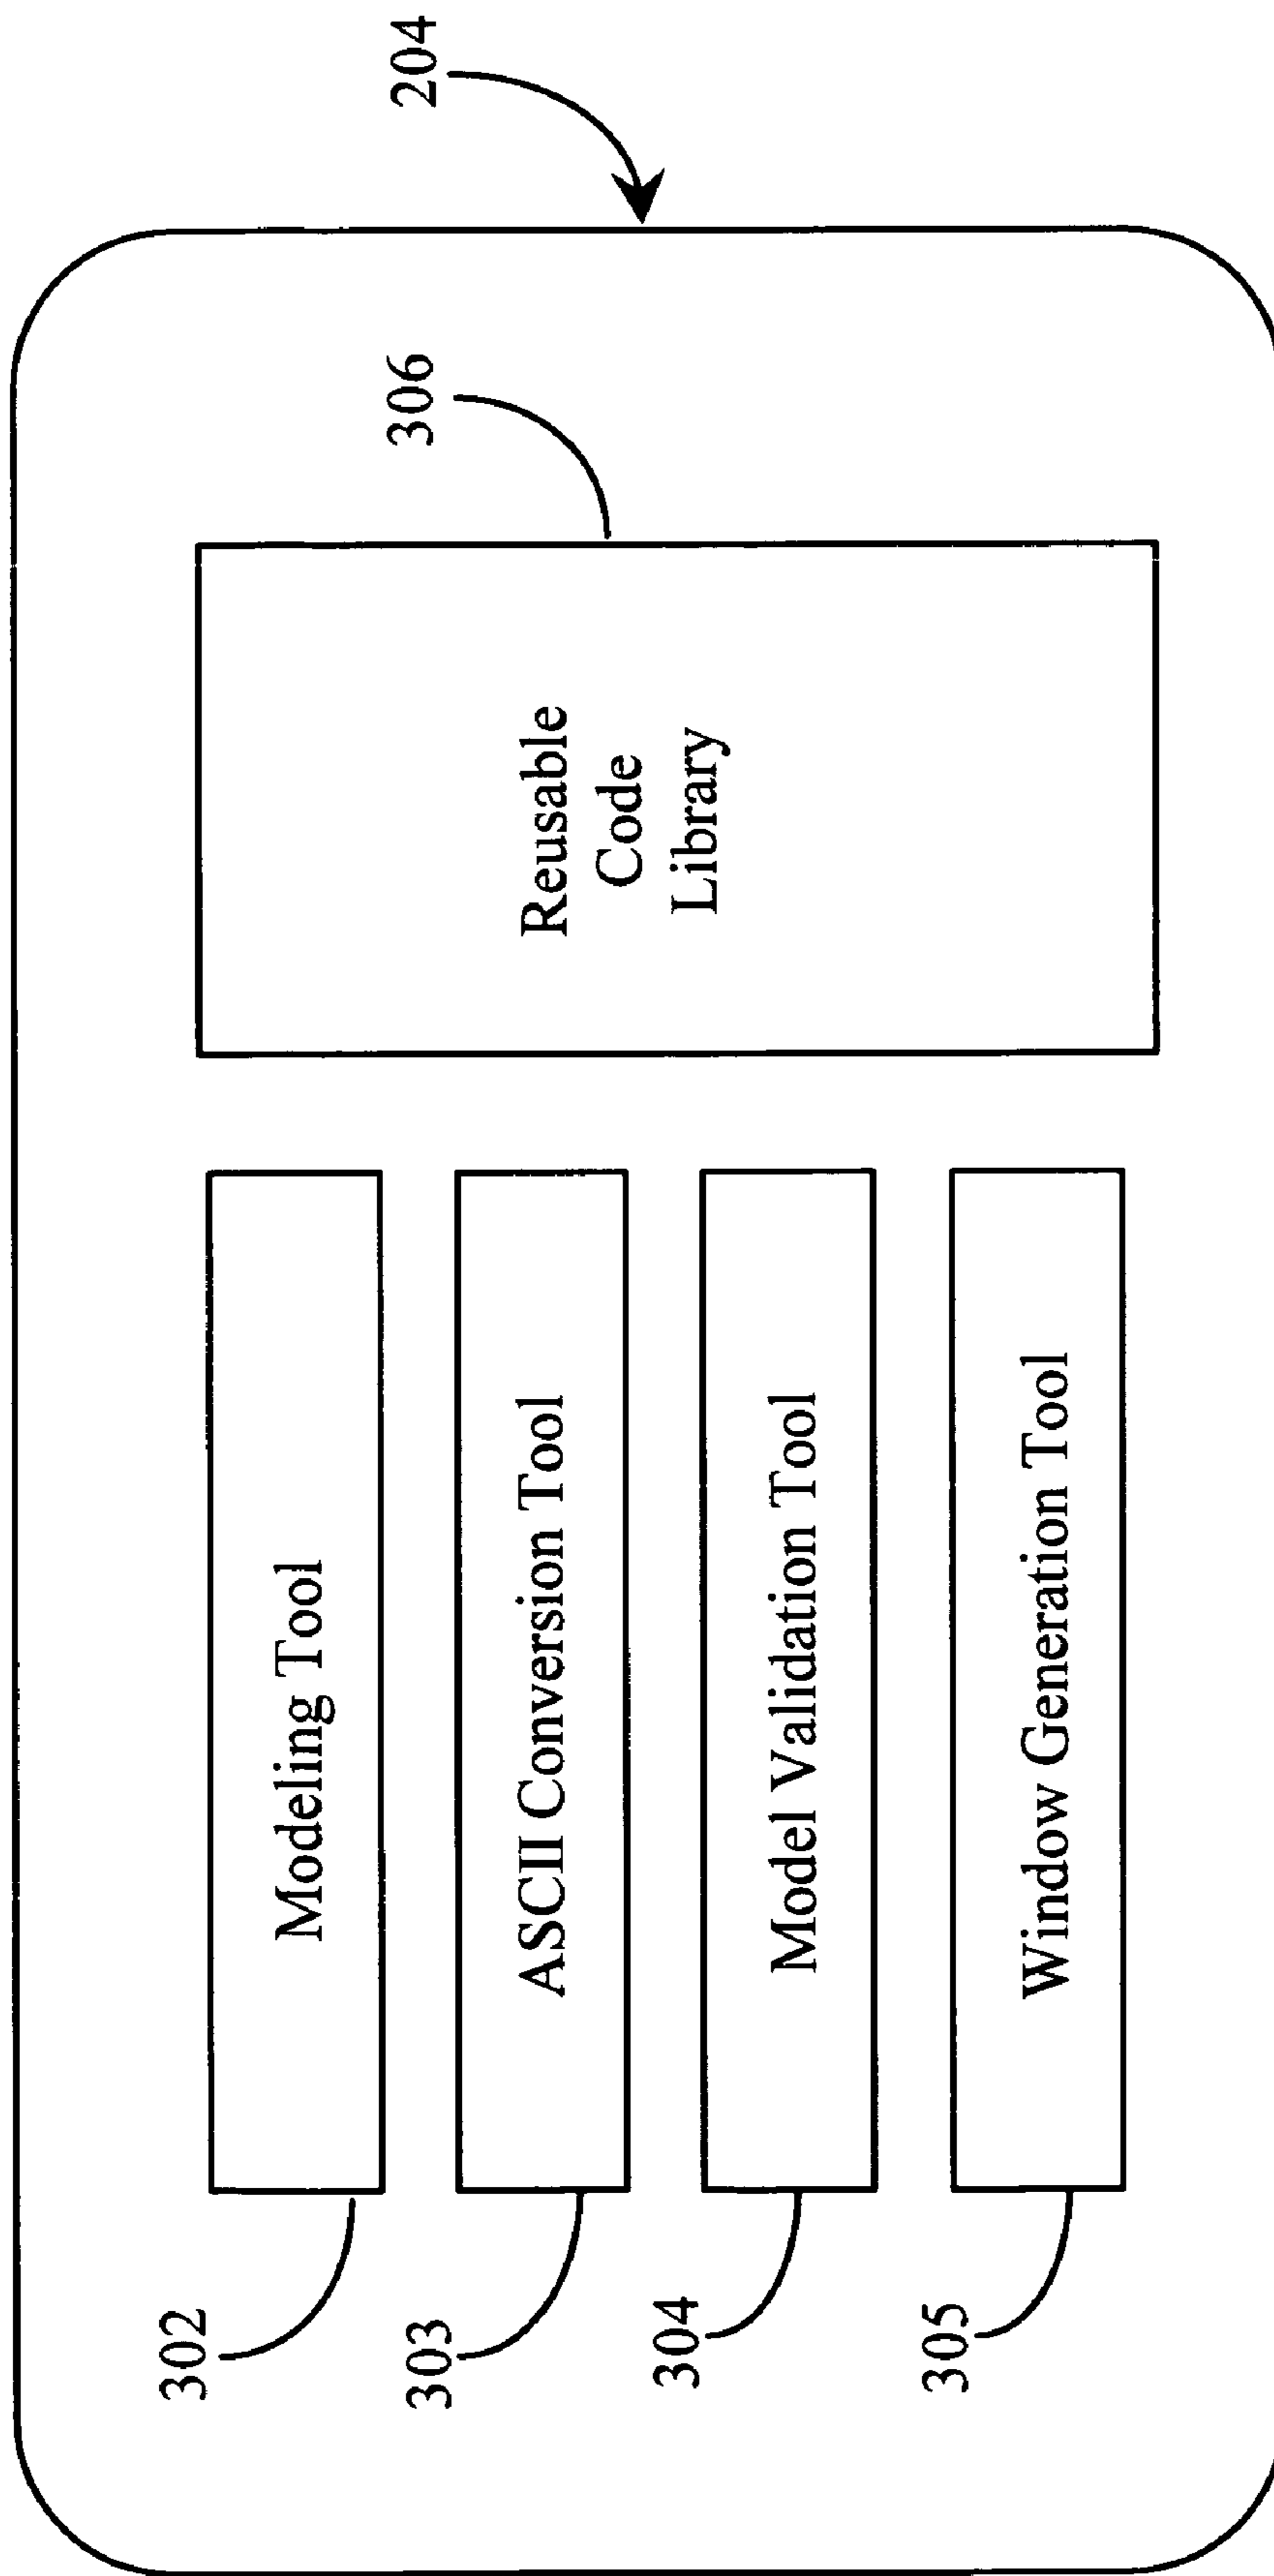 204
306
Reusable
Code
Library
302
Modeling Tool
303
ASCII Conversion Tool
304
Model Validation Tool
305
Window Generation Tool